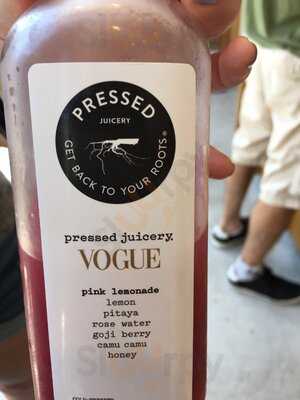 PRESSED
JUICERY
GET BACK TO YOUR ROOTS®
pressed juicery.
VOGUE
pink lemonade
lemon
pitaya
rose water
goji berry
camu camu
honey